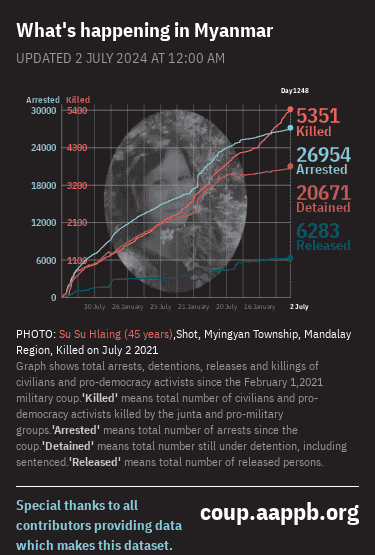 What's happening in Myanmar
UPDATED 2 JULY 2024 AT 12:00 AM
Day1248
Arrested Killed
30000 5400
24000 4300
18000 3200
12000 2100
6000 1100
0
5351
Killed
26954
Arrested
20671
Detained
6283
Released
30 July 26 January 25 July 21 January 20 July 16 January 2 July
PHOTO: Su Su Hlaing (45 years),Shot, Myingyan Township, Mandalay
Region, Killed on July 2 2021
Graph shows total arrests, detentions, releases and killings of
civilians and pro-democracy activists since the February 1,2021
military coup.'Killed' means total number of civilians and pro-
democracy activists killed by the junta and pro-military
groups.'Arrested' means total number of arrests since the
coup.'Detained' means total number still under detention, including
sentenced.'Released' means total number of released persons.
Special thanks to all
contributors providing data
which makes this dataset.
coup.aappb.org